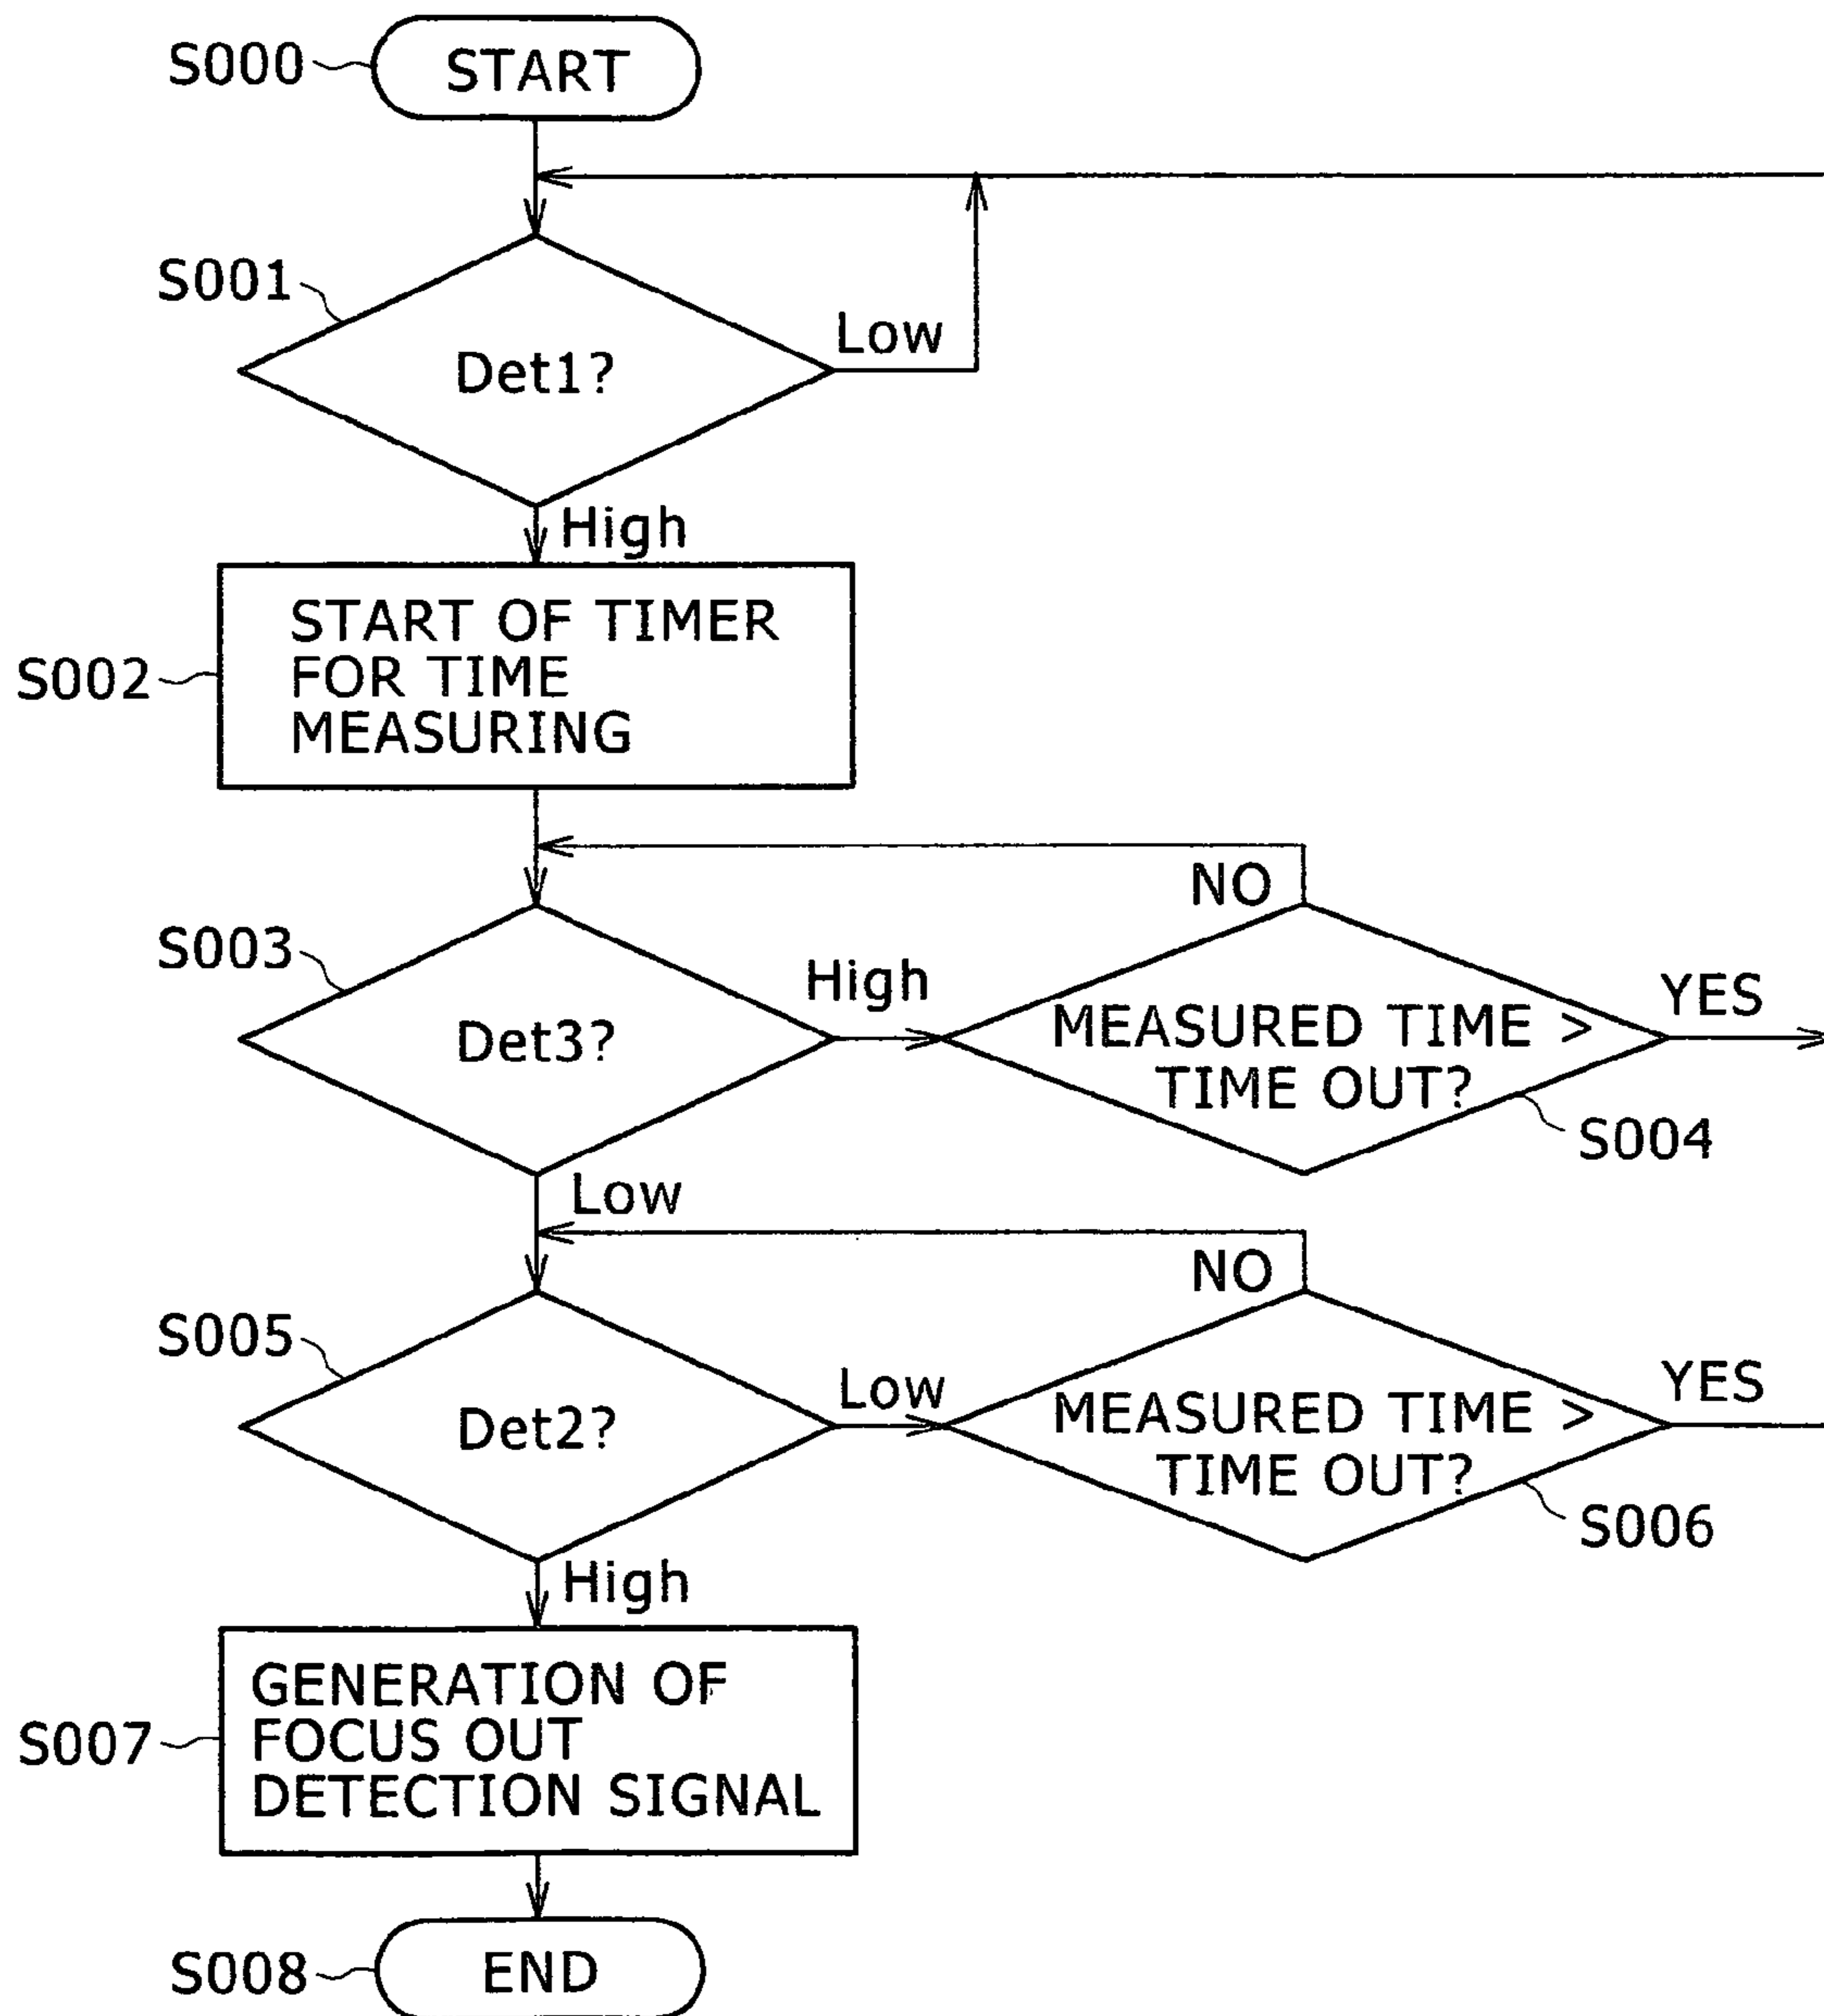 S000
START
S001
Det1?
Low
High
S002
START OF TIMER
FOR TIME
MEASURING
NO
S003
Det3?
High
MEASURED TIME >
TIME OUT?
YES
S004
Low
NO
S005
Det2?
Low
MEASURED TIME >
TIME OUT?
YES
S006
High
S007
GENERATION OF
FOCUS OUT
DETECTION SIGNAL
S008
END